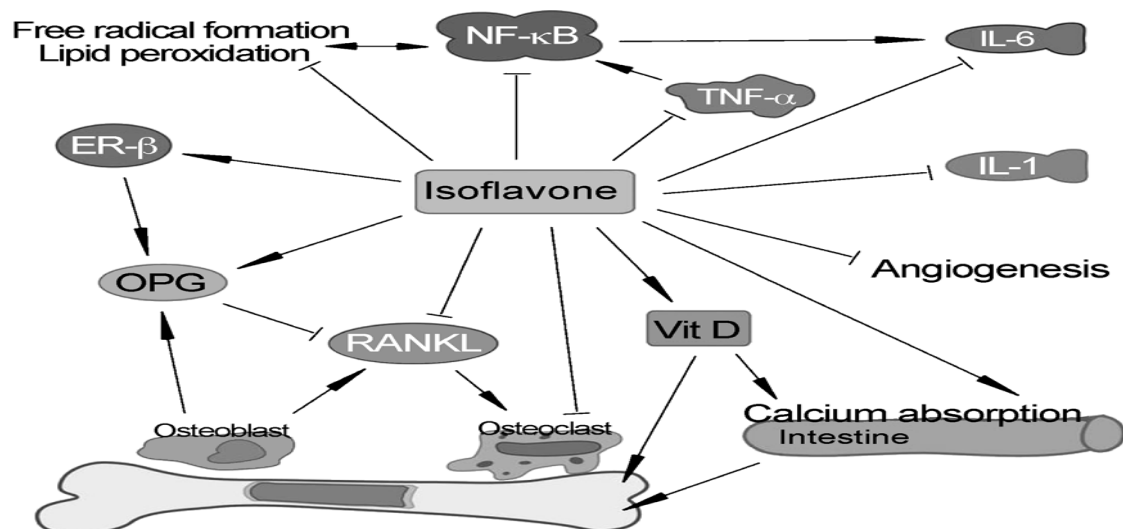 Free radical formation
Lipid peroxidation
NF-κB
IL-6
TNF-α
ER-β
Isoflavone
IL-1
OPG
Angiogenesis
RANKL
Vit D
Calcium absorption
Intestine
Osteoblast
Osteoclast